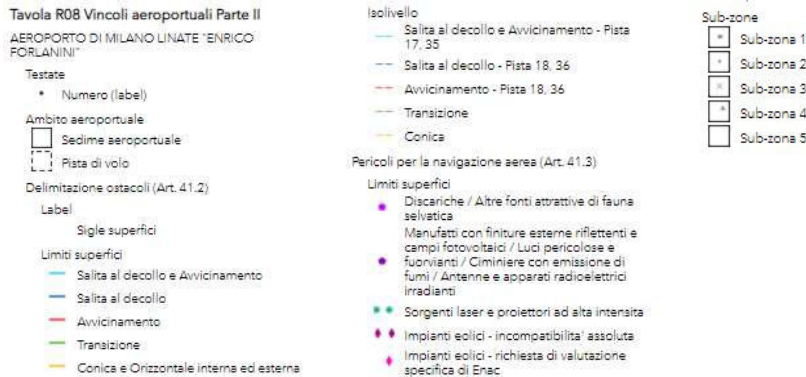 Tavola R08 Vincoli aeroportuali Parte II
AEROPORTO DI MILANO LINATE "ENRICO
FORLANINI"
Testate
Numero (label)
Ambito aeroportuale
Sedime aeroportuale
Pista di volo
Delimitazione ostacoli (Art. 41.2)
Label
Sigle superfici
Limiti superfici
Salita al decollo e Avvicinamento
Salita al decollo
Avvicinamento
Transizione
Conica e Orizzontale interna ed esterna
Isolivello
Salita al decollo e Avvicinamento - Pista
17, 35
Salita al decollo - Pista 18, 36
Avvicinamento - Pista 18, 36
Transizione
Conica
Pericoli per la navigazione aerea (Art. 41.3)
Limiti superfici
Discariche / Altre fonti attrattive di fauna
selvatica
Manufatti con finiture esterne riflettenti e
campi fotovoltaici / Luci pericolose e
fuorvianti / Ciminiere con emissione di
fumi / Antenne e apparati radioelettrici
irradianti
Sorgenti laser e proiettori ad alta intensita
Impianti eolici - incompatibilita' assoluta
Impianti eolici - richiesta di valutazione
specifica di Enac
Sub-zone
Sub-zona 1
Sub-zona 2
Sub-zona 3
Sub-zona 4
Sub-zona 5